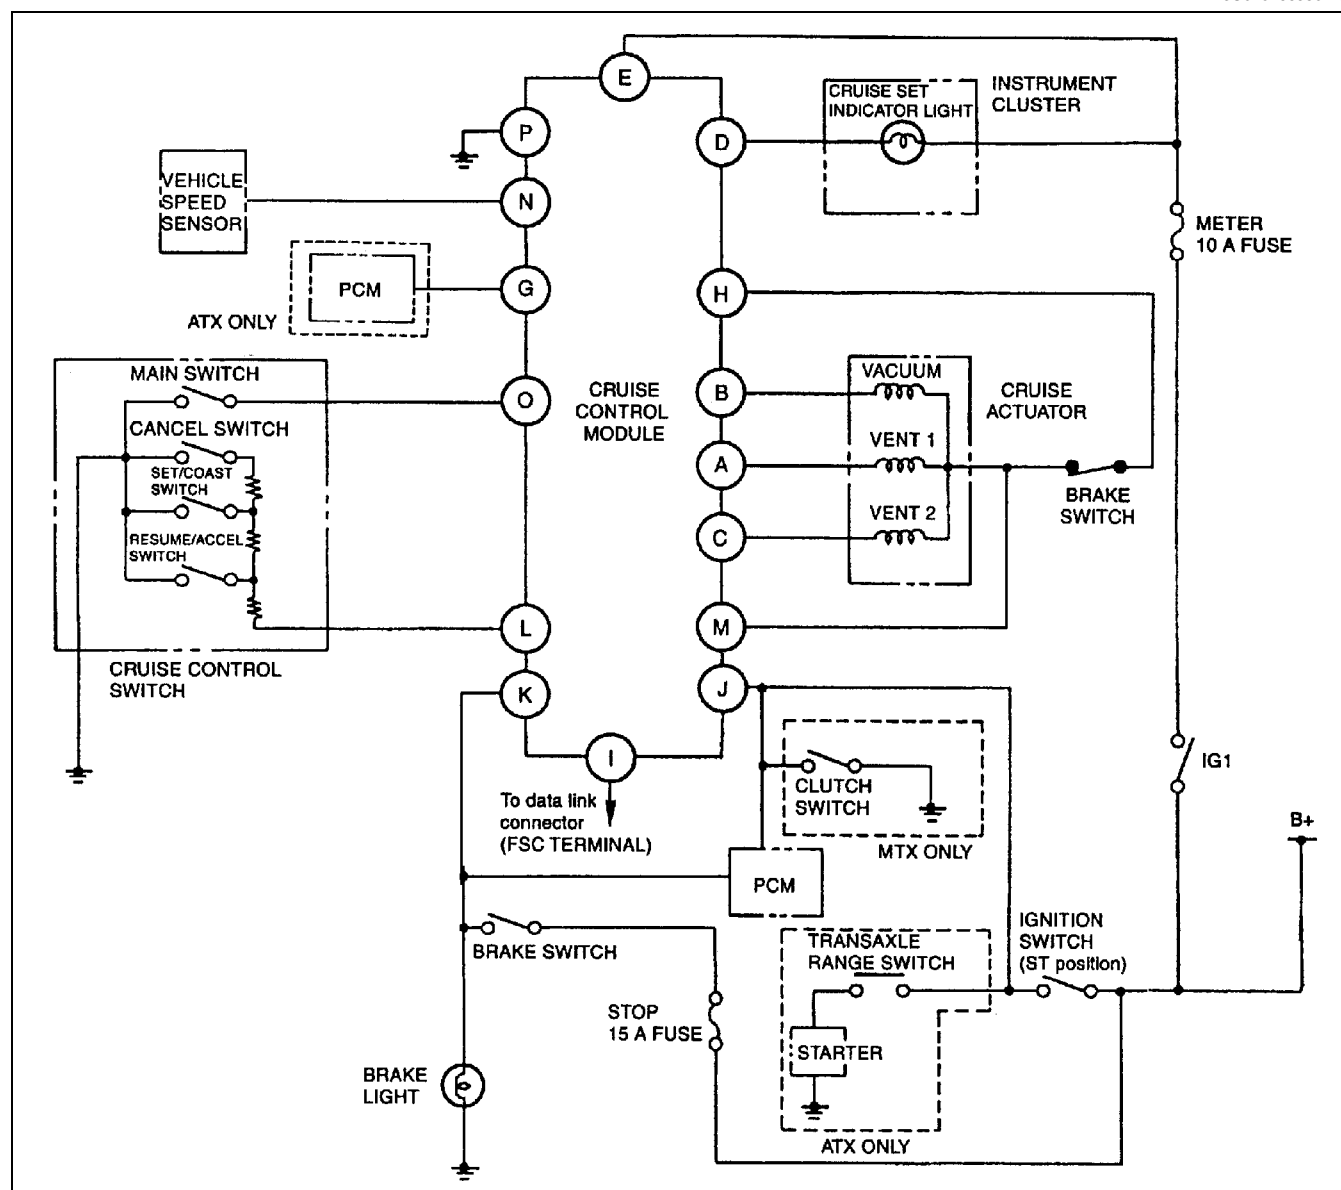 E
P
CRUISE SET
INDICATOR LIGHT
INSTRUMENT
CLUSTER
D
VEHICLE
SPEED
SENSOR
N
METER
10 A FUSE
PCM
G
ATX ONLY
H
MAIN SWITCH
O
CRUISE
CONTROL
MODULE
B
VACUUM
CRUISE
ACTUATOR
CANCEL SWITCH
SET/COAST
SWITCH
A
VENT 1
BRAKE
SWITCH
RESUME/ACCEL
SWITCH
C
VENT 2
L
M
CRUISE CONTROL
SWITCH
K
J
I
To data link
connector
(FSC TERMINAL)
CLUTCH
SWITCH
MTX ONLY
IG1
B+
PCM
BRAKE SWITCH
TRANSAXLE
RANGE SWITCH
IGNITION
SWITCH
(ST position)
STOP
15 A FUSE
STARTER
BRAKE
LIGHT
ATX ONLY